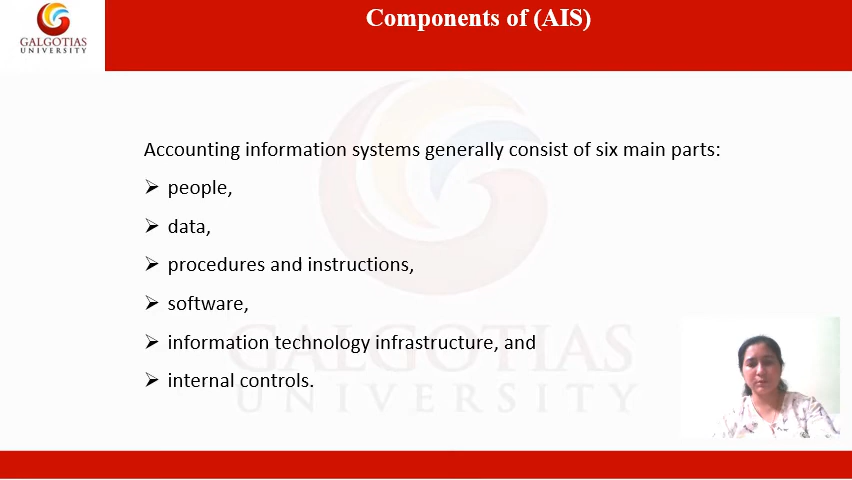 Components of (AIS)
GALGOTIAS
UNIVERSITY
Accounting information systems generally consist of six main parts:
➢ people,
➢ data,
➢ procedures and instructions,
➢ software,
➢ information technology infrastructure, and
➢ internal controls.
GALGOTIAS
UNIVERSITY